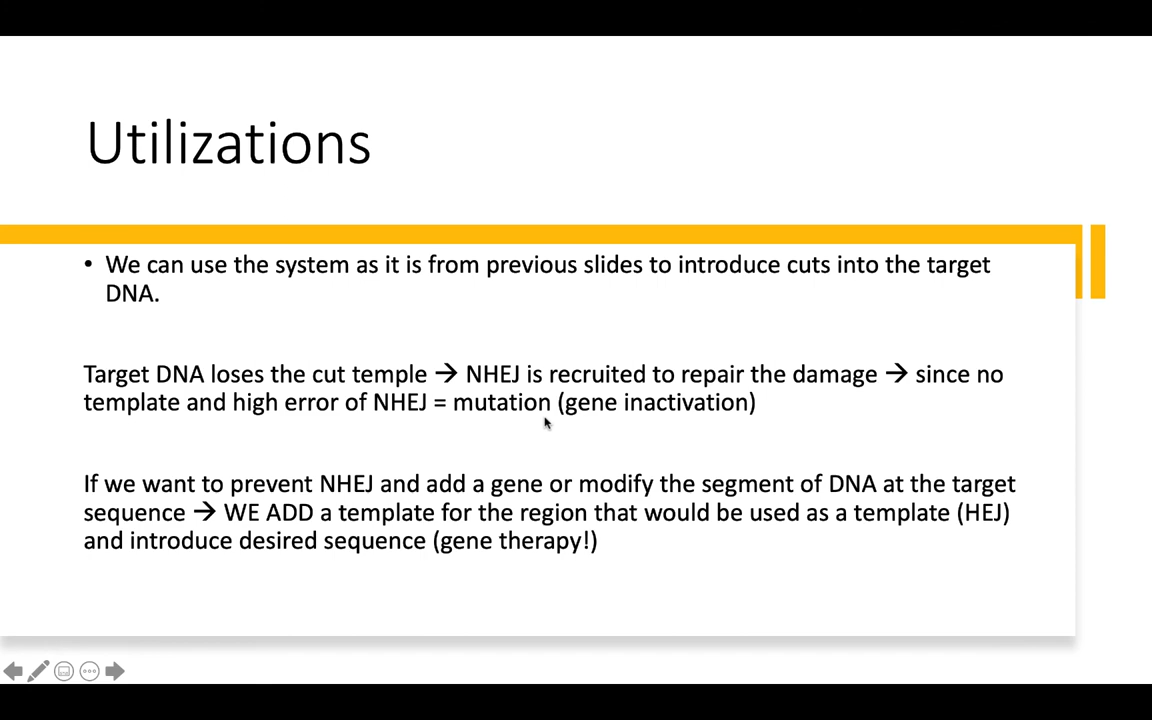 Utilizations
• We can use the system as it is from previous slides to introduce cuts into the target
DNA.
Target DNA loses the cut temple → NHEJ is recruited to repair the damage → since no
template and high error of NHEJ = mutation (gene inactivation)
If we want to prevent NHEJ and add a gene or modify the segment of DNA at the target
sequence → WE ADD a template for the region that would be used as a template (HEJ)
and introduce desired sequence (gene therapy!)